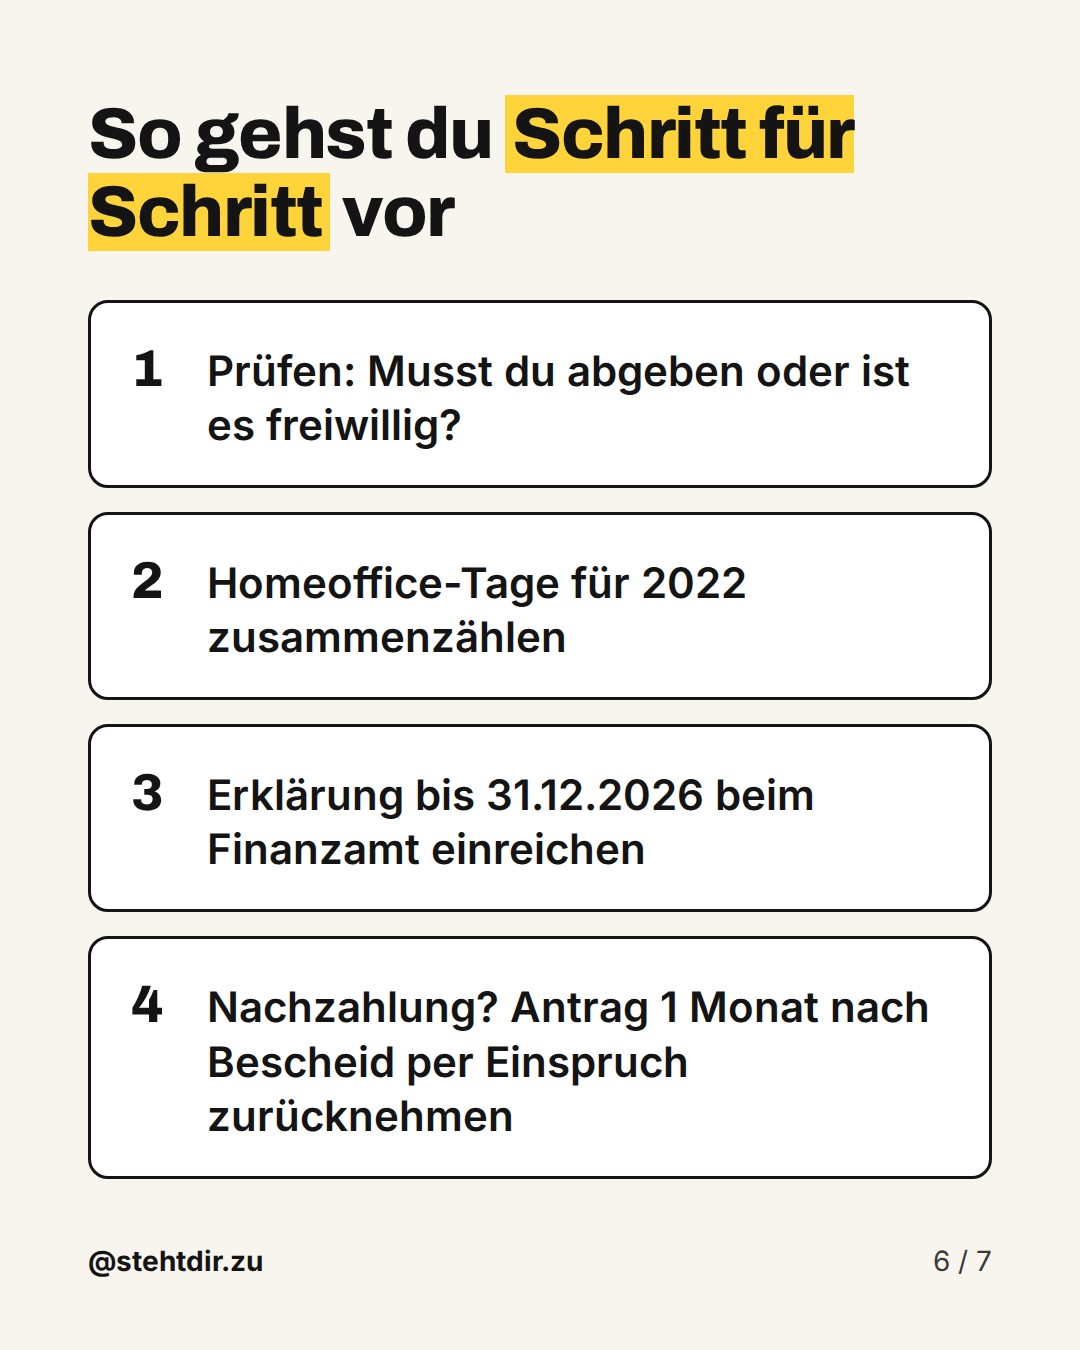 So gehst du Schritt für
Schritt vor
1 Prüfen: Musst du abgeben oder ist
es freiwillig?
2 Homeoffice-Tage für 2022
zusammenzählen
3 Erklärung bis 31.12.2026 beim
Finanzamt einreichen
4 Nachzahlung? Antrag 1 Monat nach
Bescheid per Einspruch
zurücknehmen
@stehtdir.zu
6 / 7